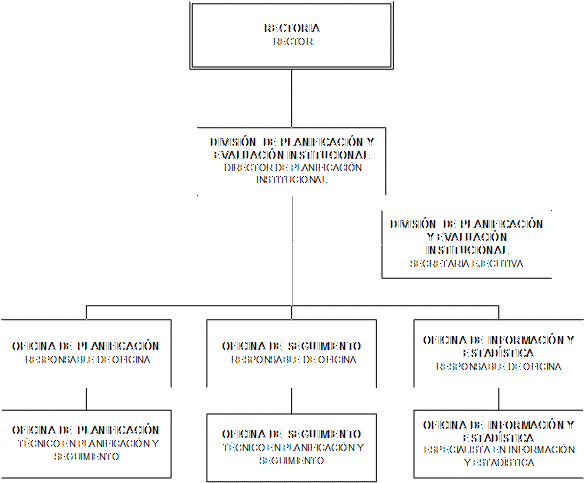 RECTORIA
RECTOR
DIVISIÓN DE PLANIFICACIÓN Y
EVALUACIÓN INSTITUCIONAL
DIRECTOR DE PLANIFICACIÓN
INSTITUCIONAL
DIVISIÓN DE PLANIFICACIÓN
Y EVALUACIÓN
INSTITUCIONAL
SECRETARIA EJECUTIVA
OFICINA DE PLANIFICACIÓN
RESPONSABLE DE OFICINA
OFICINA DE SEGUIMIENTO
RESPONSABLE DE OFICINA
OFICINA DE INFORMACIÓN Y
ESTADÍSTICA
RESPONSABLE DE OFICINA
OFICINA DE PLANIFICACIÓN
TÉCNICO EN PLANIFICACIÓN Y
SEGUIMIENTO
OFICINA DE SEGUIMIENTO
TÉCNICO EN PLANIFICACIÓN Y
SEGUIMIENTO
OFICINA DE INFORMACIÓN Y
ESTADÍSTICA
ESPECIALISTA EN INFORMACIÓN
Y ESTADÍSTICA